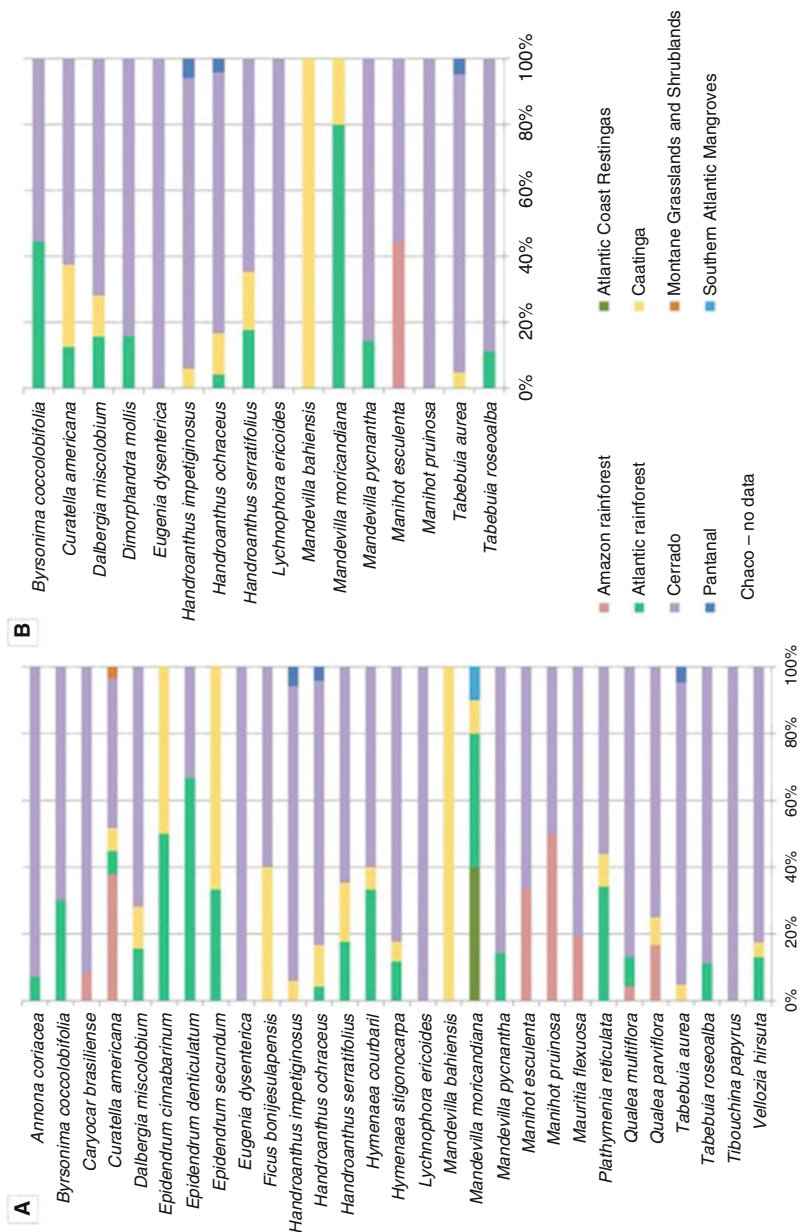 A
Annona coriacea
Byrsonima coccolobifolia
Caryocar brasiliense
Curatella americana
Dalbergia miscolobium
Epidendrum cinnabarinum
Epidendrum denticulatum
Epidendrum secundum
Eugenia dysenterica
Ficus bonijesulapensis
Handroanthus impetiginosus
Handroanthus ochraceus
Handroanthus serratifolius
Hymenaea courbaril
Hymenaea stigonocarpa
Lychnophora ericoides
Mandevilla bahiensis
Mandevilla moricandiana
Mandevilla pycnantha
Manihot esculenta
Manihot pruinosa
Mauritia flexuosa
Plathymenia reticulata
Qualea multiflora
Qualea parviflora
Tabebuia aurea
Tabebuia roseoalba
Tibouchina papyrus
Vellozia hirsuta
0% 20% 40% 60% 80% 100%
B
Byrsonima coccolobifolia
Curatella americana
Dalbergia miscolobium
Dimorphandra mollis
Eugenia dysenterica
Handroanthus impetiginosus
Handroanthus ochraceus
Handroanthus serratifolius
Lychnophora ericoides
Mandevilla bahiensis
Mandevilla moricandiana
Mandevilla pycnantha
Manihot esculenta
Manihot pruinosa
Tabebuia aurea
Tabebuia roseoalba
0% 20% 40% 60% 80% 100%
Amazon rainforest
Atlantic Coast Restingas
Atlantic rainforest
Caatinga
Cerrado
Montane Grasslands and Shrublands
Pantanal
Southern Atlantic Mangroves
Chaco – no data